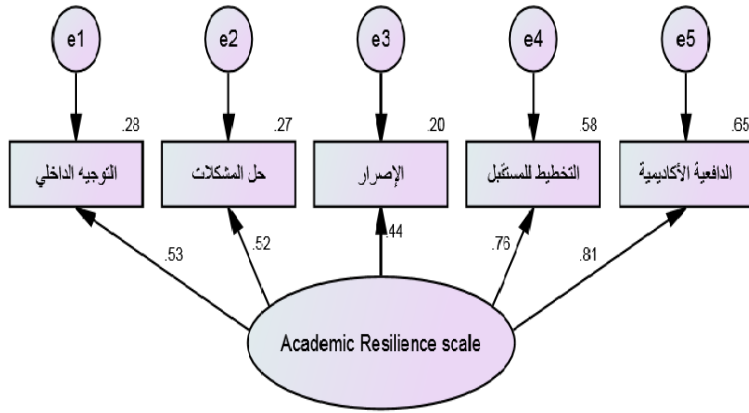 e1
e2
e3
e4
e5
.28
.27
.20
.58
.65
التوجيه الداخلي
حل المشكلات
الإصرار
التخطيط للمستقبل
الدافعية الأكاديمية
.53
.52
.44
.76
.81
Academic Resilience scale